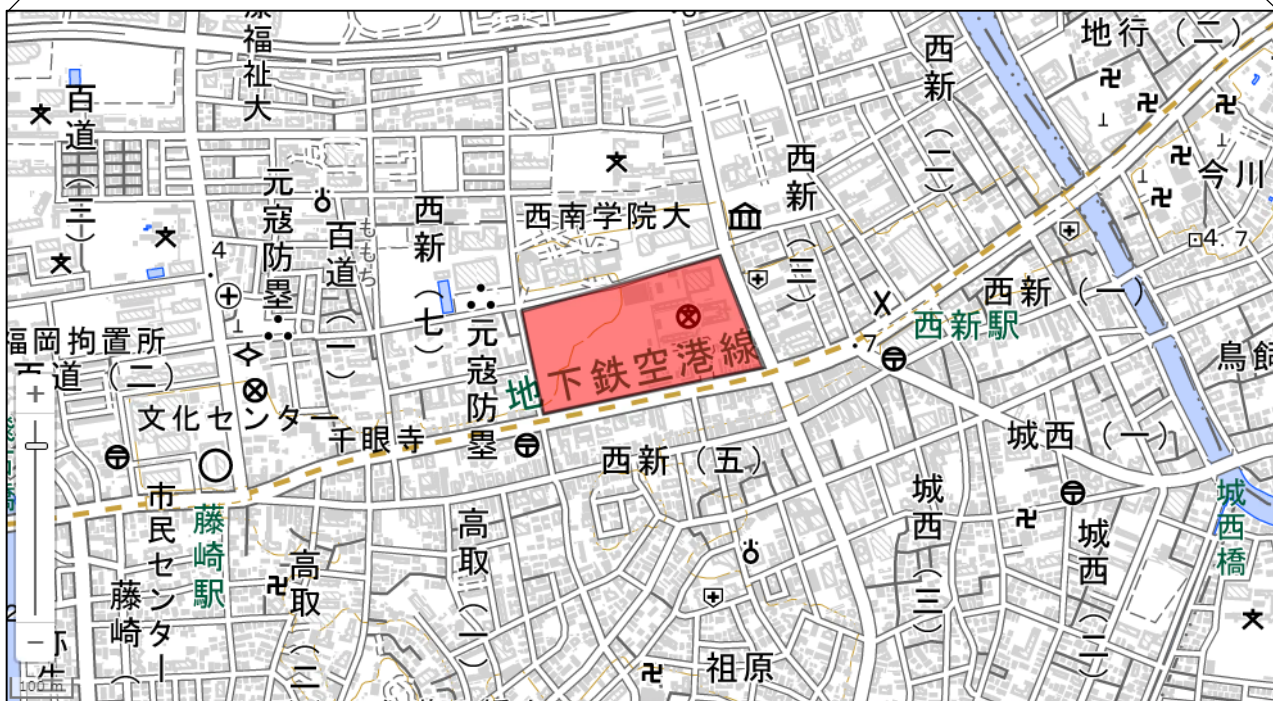 福祉大
百道(三)
元寇防塁
百道(一)
ももち
西新(七)
西南学院大
西新(三)
西新(二)
地行(二)
今川
4.7
4
西新(一)
西新駅
7
鳥飼
福岡拘置所
百道(二)
元寇防塁
地下鉄空港線
文化センター
千眼寺
西新(五)
城西(一)
城西橋
市民センター
藤崎駅
藤崎(
高取(二
高取(一)
城西(三)
城西(二)
祖原
2
+
−
100 m